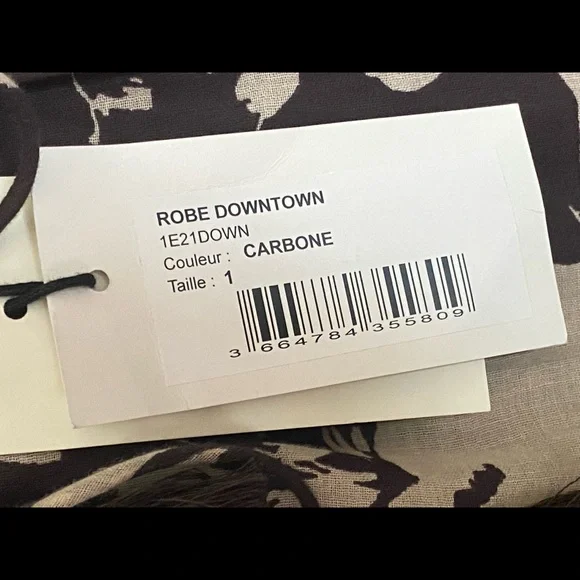 ROBE DOWNTOWN
1E21DOWN
Couleur : CARBONE
Taille : 1
3 664784 355809